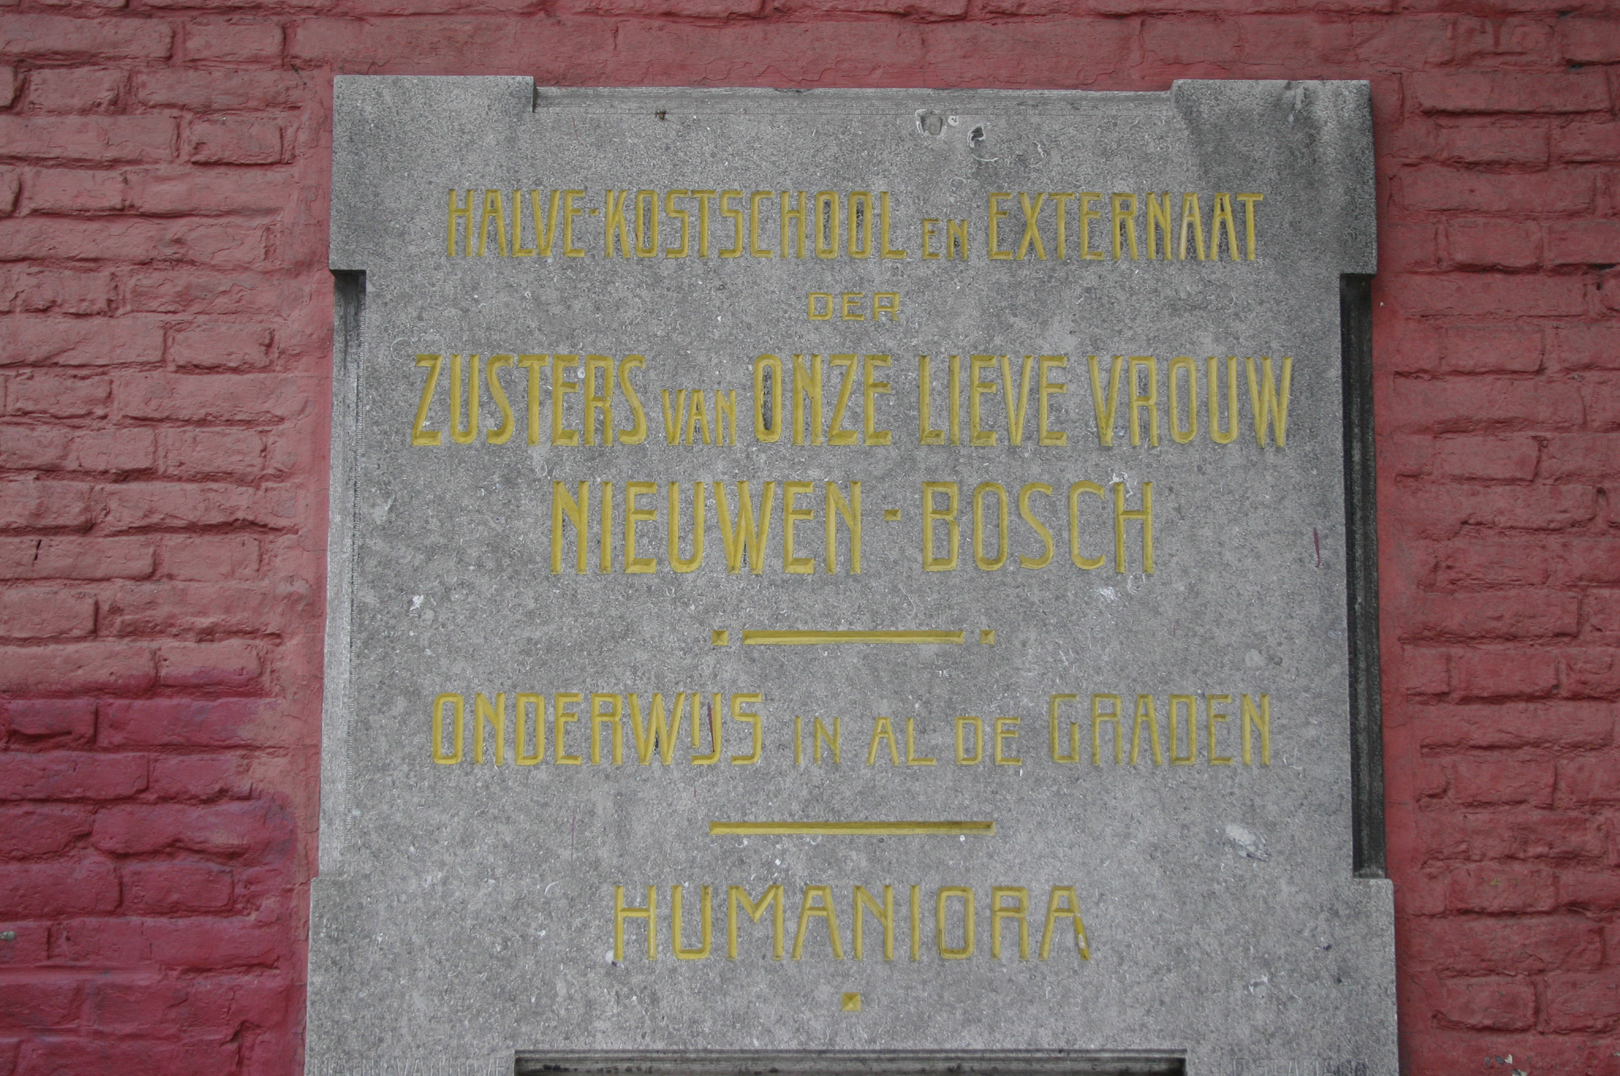 HALVE-KOSTSCHOOL EN EXTERNAAT
DER
ZUSTERS VAN ONZE LIEVE VROUW
NIEUWEN-BOSCH
ONDERWIJS IN AL DE GRADEN
HUMANIORA